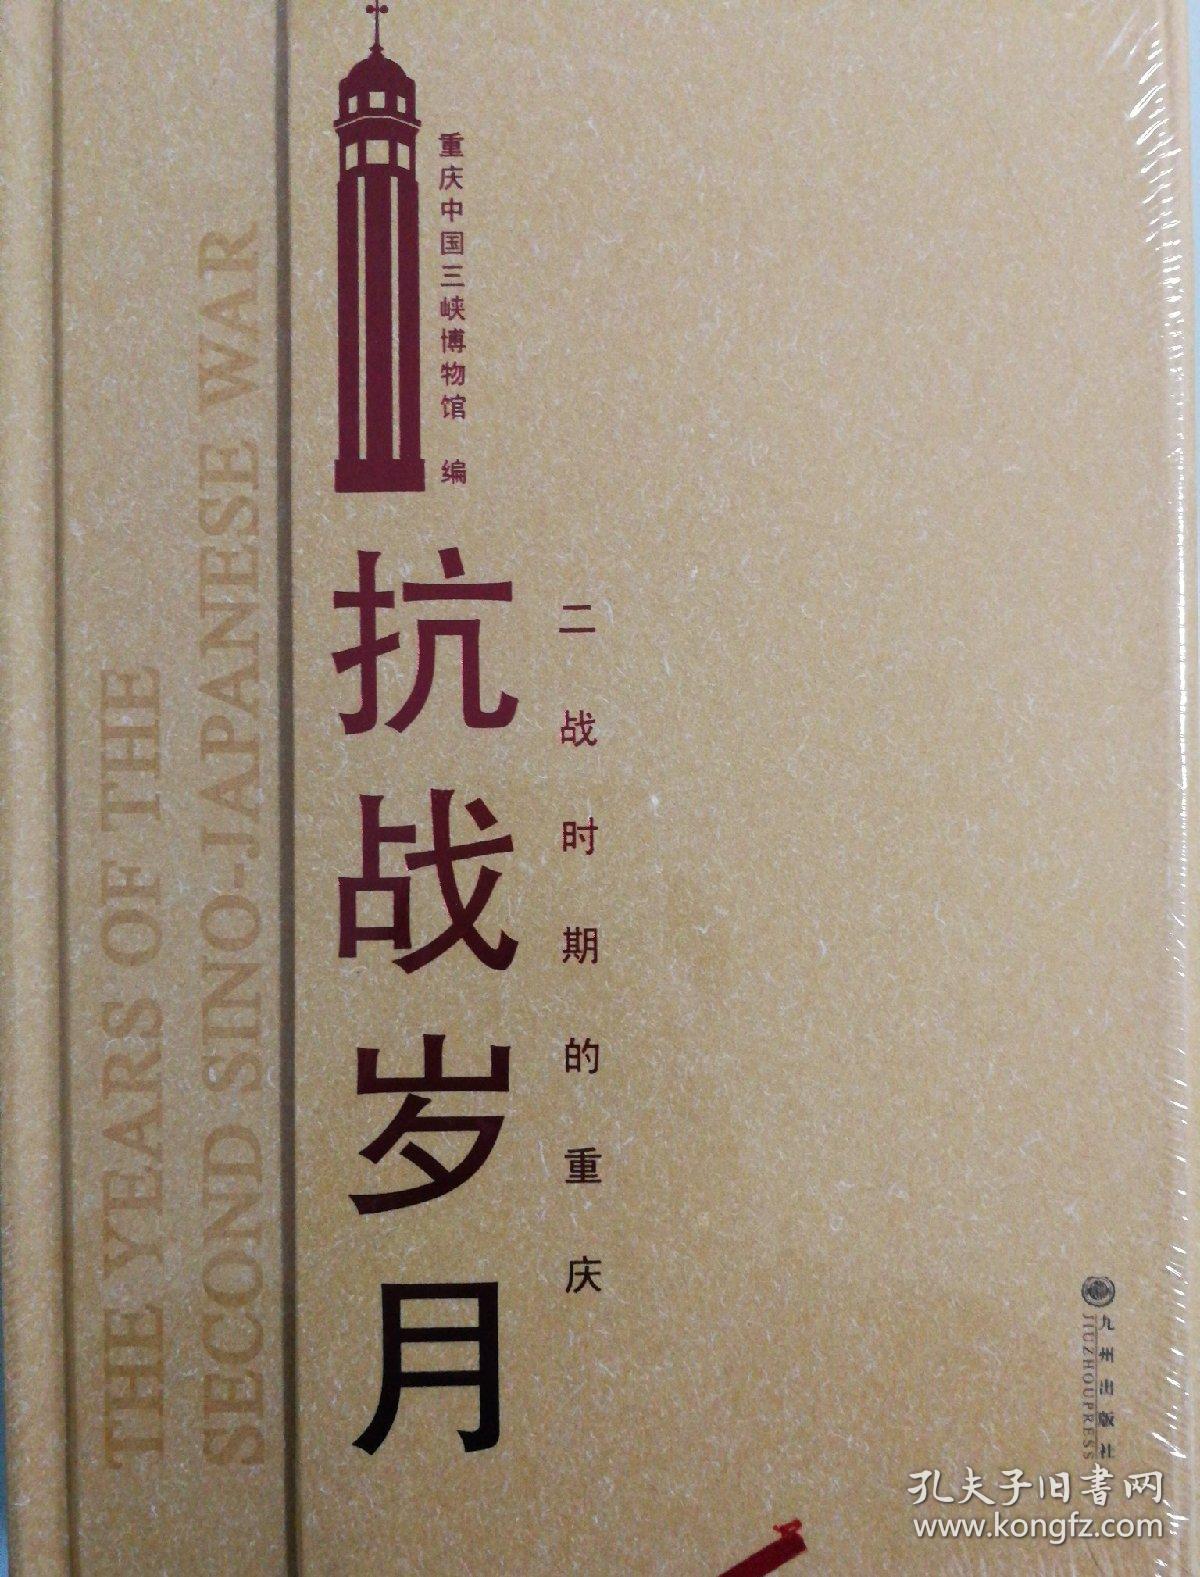 THE YEARS OF THE
SECOND SINO-JAPANESE WAR
重庆中国三峡博物馆 编
抗战岁月
二战时期的重庆
九州出版社
JIUZHOUPRESS
孔夫子旧书网
www.kongfz.com